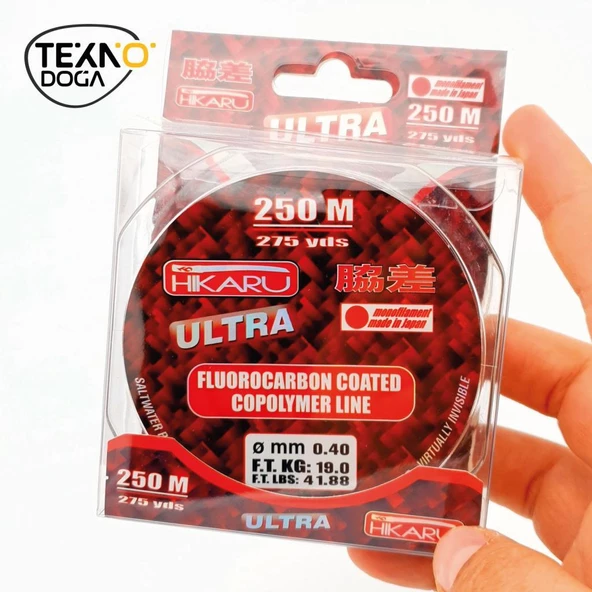 TEXNO
DOGA
脇差
HIKARU
ULTRA
monofilament
made in Japan
250 M
275 yds
250 M
275 yds
HIKARU
脇差
ULTRA
monofilament
made in Japan
FLUOROCARBON COATED
COPOLYMER LINE
SALTWATER
VIRTUALLY INVISIBLE
ø mm 0.40
F.T. KG: 19.0
F.T. LBS: 41.88
250 M
275 yds
ULTRA
HIKARU